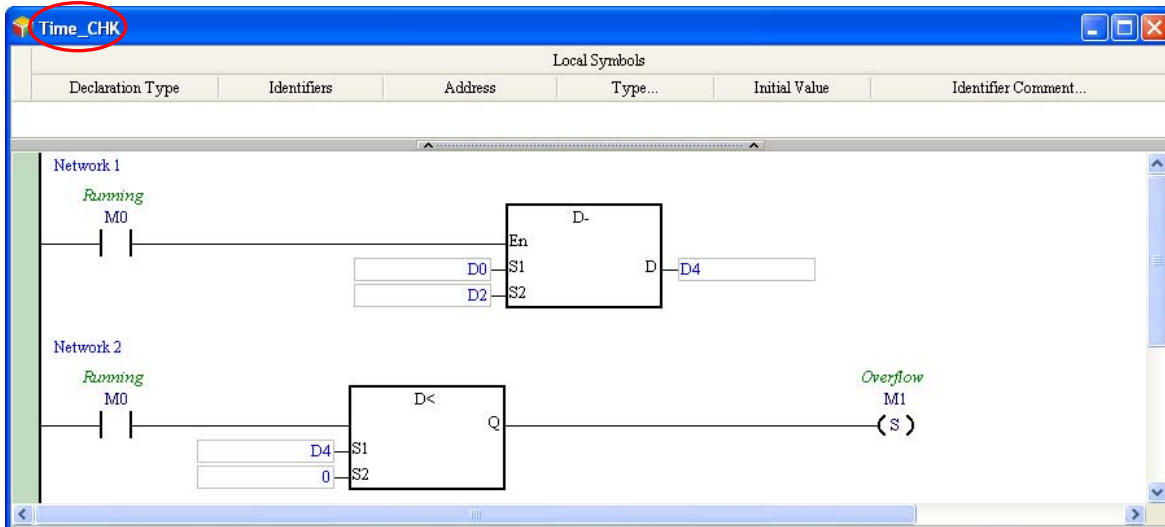 Time_CHK
Local Symbols
Declaration Type Identifiers Address Type... Initial Value Identifier Comment...
Network 1
Running
M0
D-
En
D0 S1 D D4
D2 S2
Network 2
Running Overflow
M0 D< M1
Q ( S )
D4 S1
0 S2